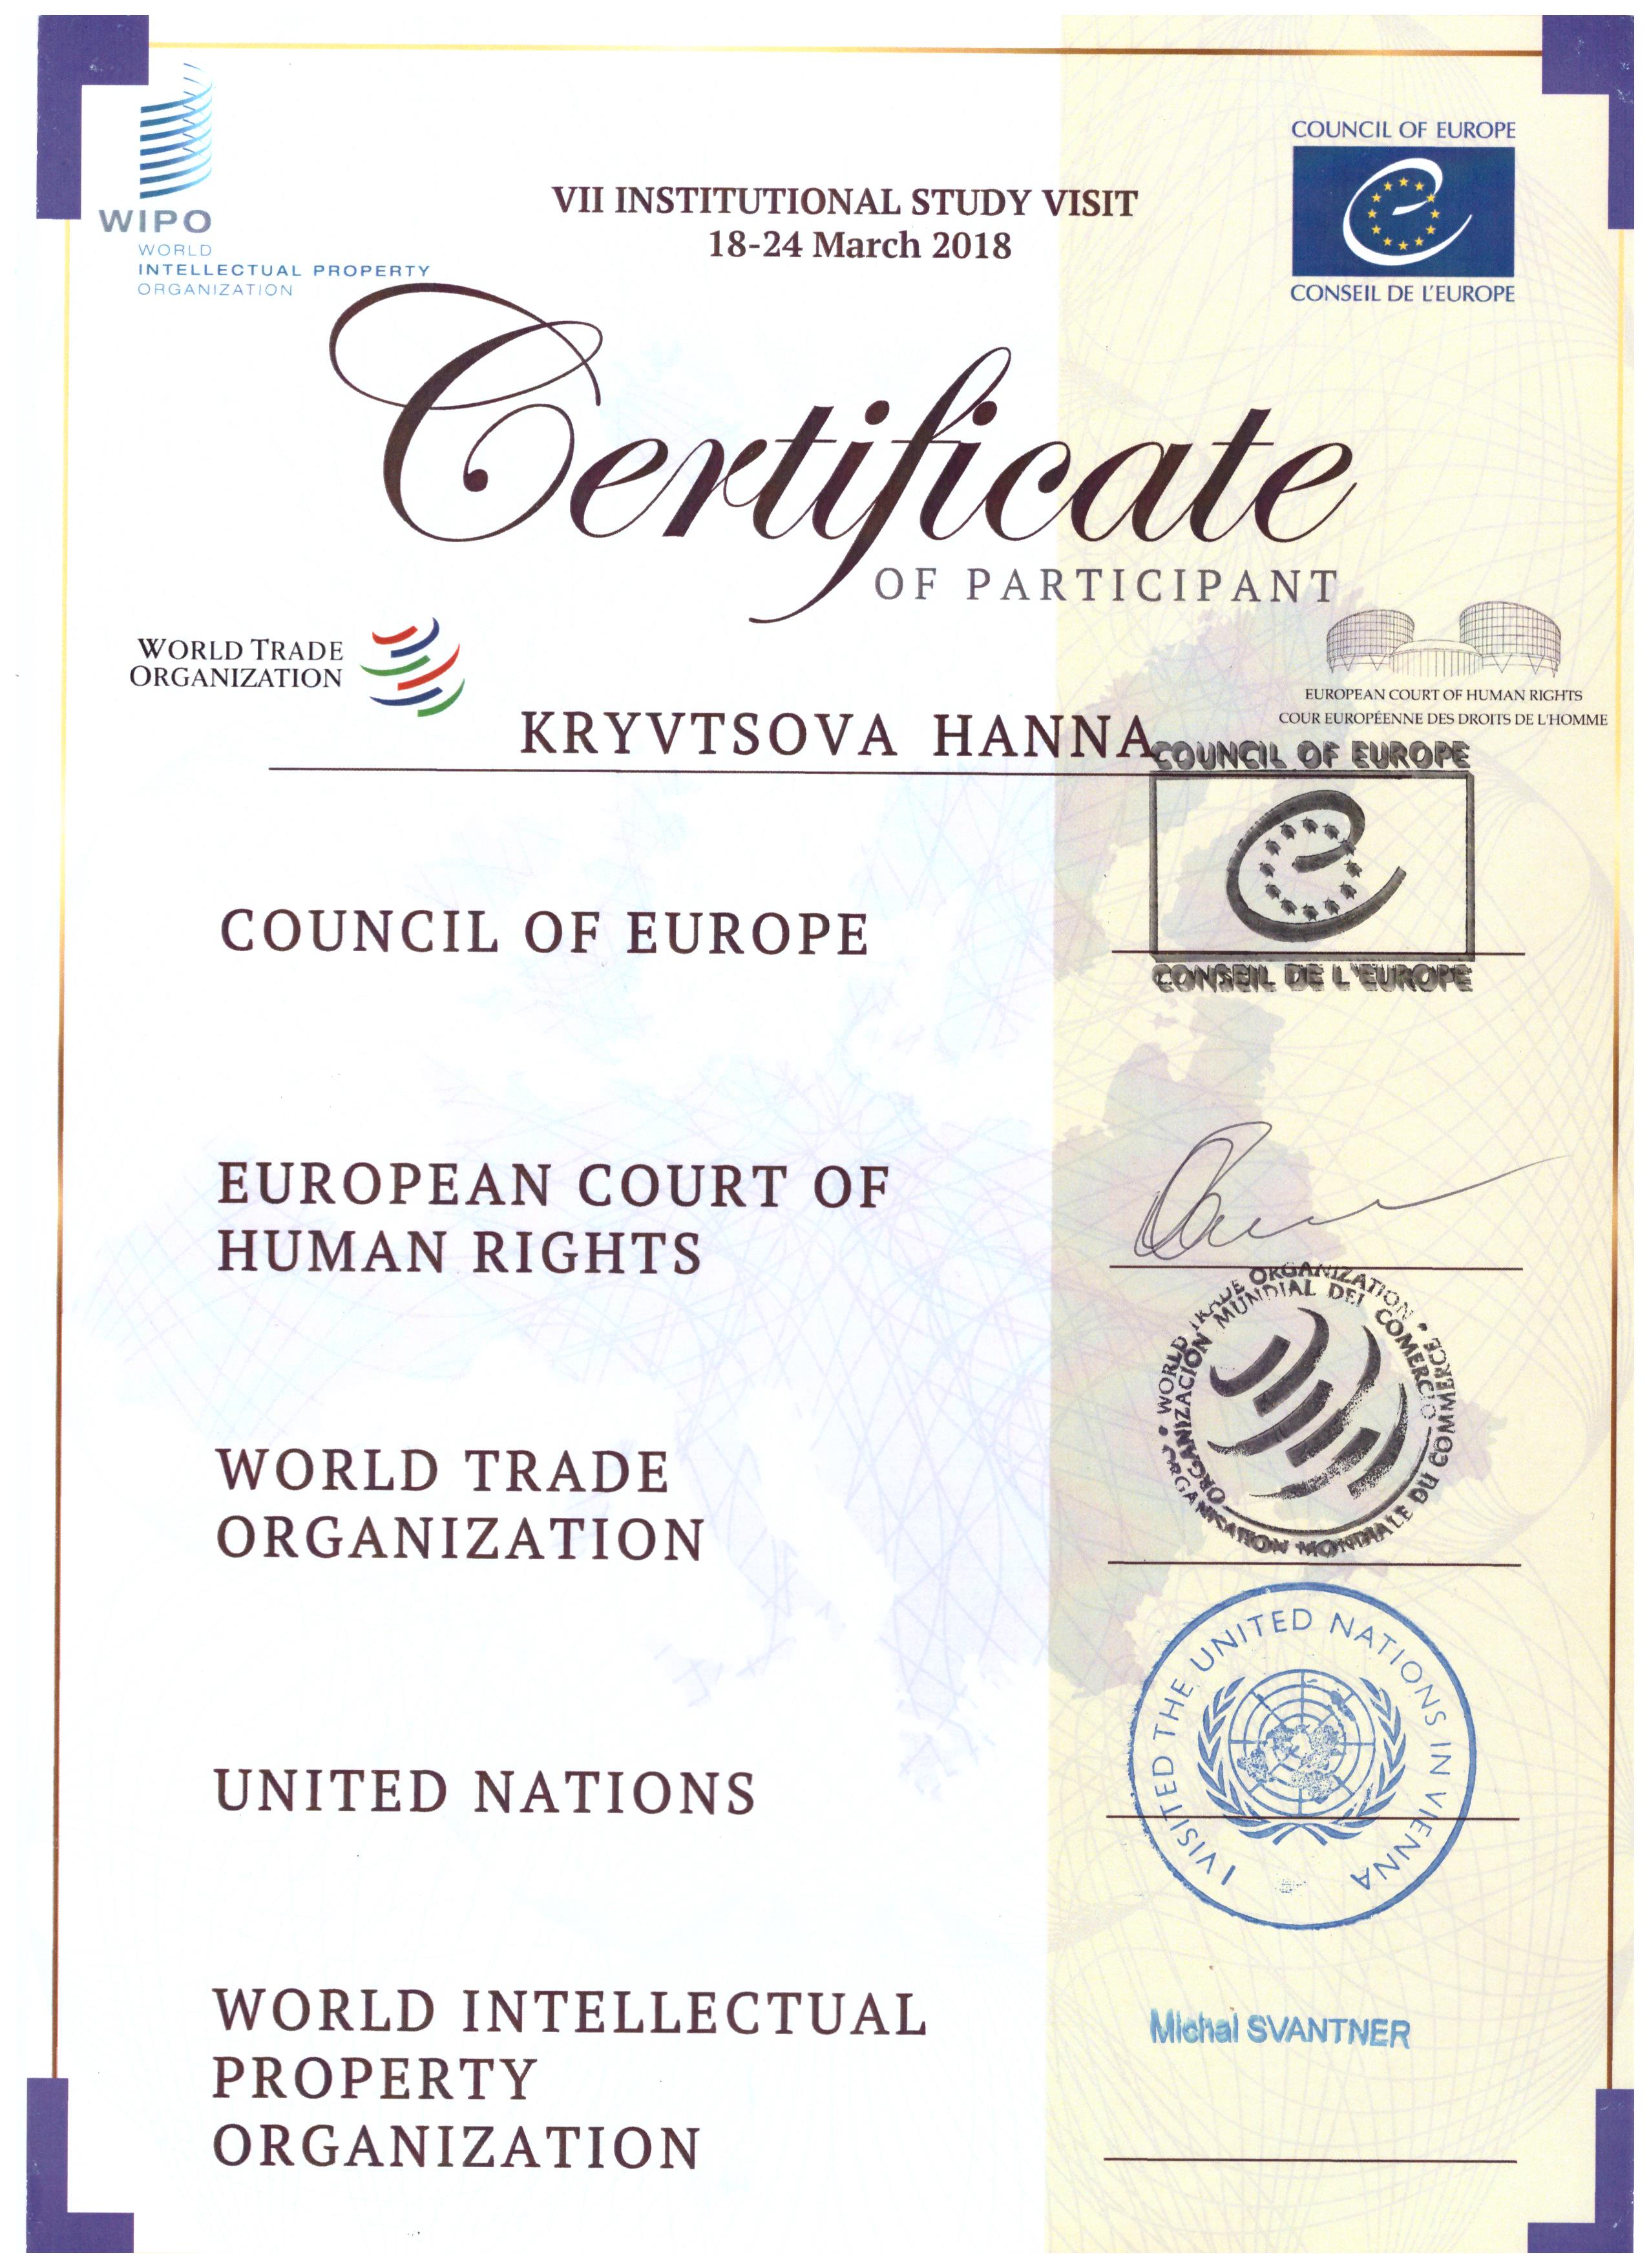 WIPO
WORLD
INTELLECTUAL PROPERTY
ORGANIZATION
VII INSTITUTIONAL STUDY VISIT
18-24 March 2018
COUNCIL OF EUROPE
CONSEIL DE L'EUROPE
Certificate
OF PARTICIPANT
WORLD TRADE
ORGANIZATION
EUROPEAN COURT OF HUMAN RIGHTS
COUR EUROPÉENNE DES DROITS DE L'HOMME
KRYVTSOVA HANNA
COUNCIL OF EUROPE
COUNCIL OF EUROPE
CONSEIL DE L'EUROPE
EUROPEAN COURT OF
HUMAN RIGHTS
WORLD TRADE
ORGANIZATION
WORLD TRADE ORGANIZATION •
ORGANIZACIÓN MUNDIAL DEL COMERCIO
ORGANISATION MONDIALE DU COMMERCE
UNITED NATIONS
I VISITED THE UNITED NATIONS IN VIENNA
WORLD INTELLECTUAL
PROPERTY
ORGANIZATION
Michal SVANTNER